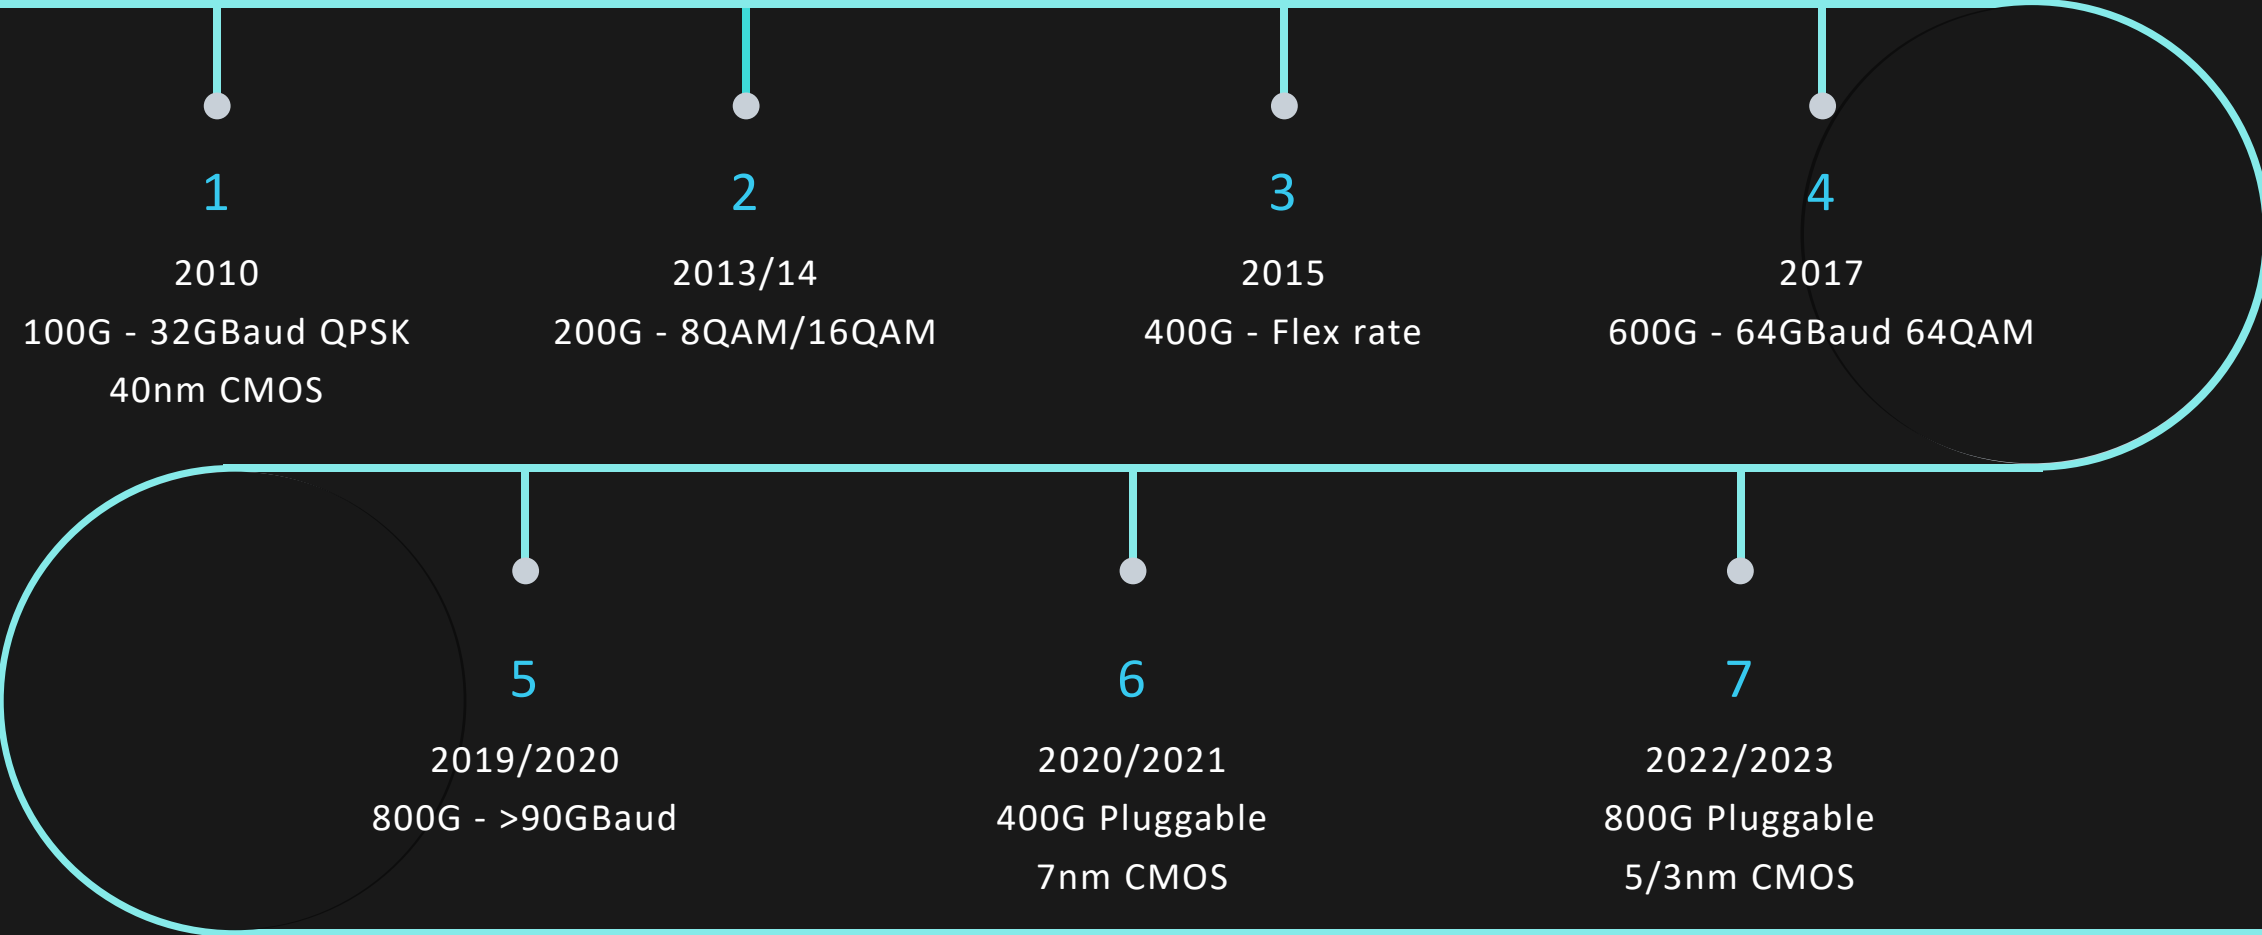 1
2010
100G - 32GBaud QPSK
40nm CMOS
2
2013/14
200G - 8QAM/16QAM
3
2015
400G - Flex rate
4
2017
600G - 64GBaud 64QAM
5
2019/2020
800G - >90GBaud
6
2020/2021
400G Pluggable
7nm CMOS
7
2022/2023
800G Pluggable
5/3nm CMOS